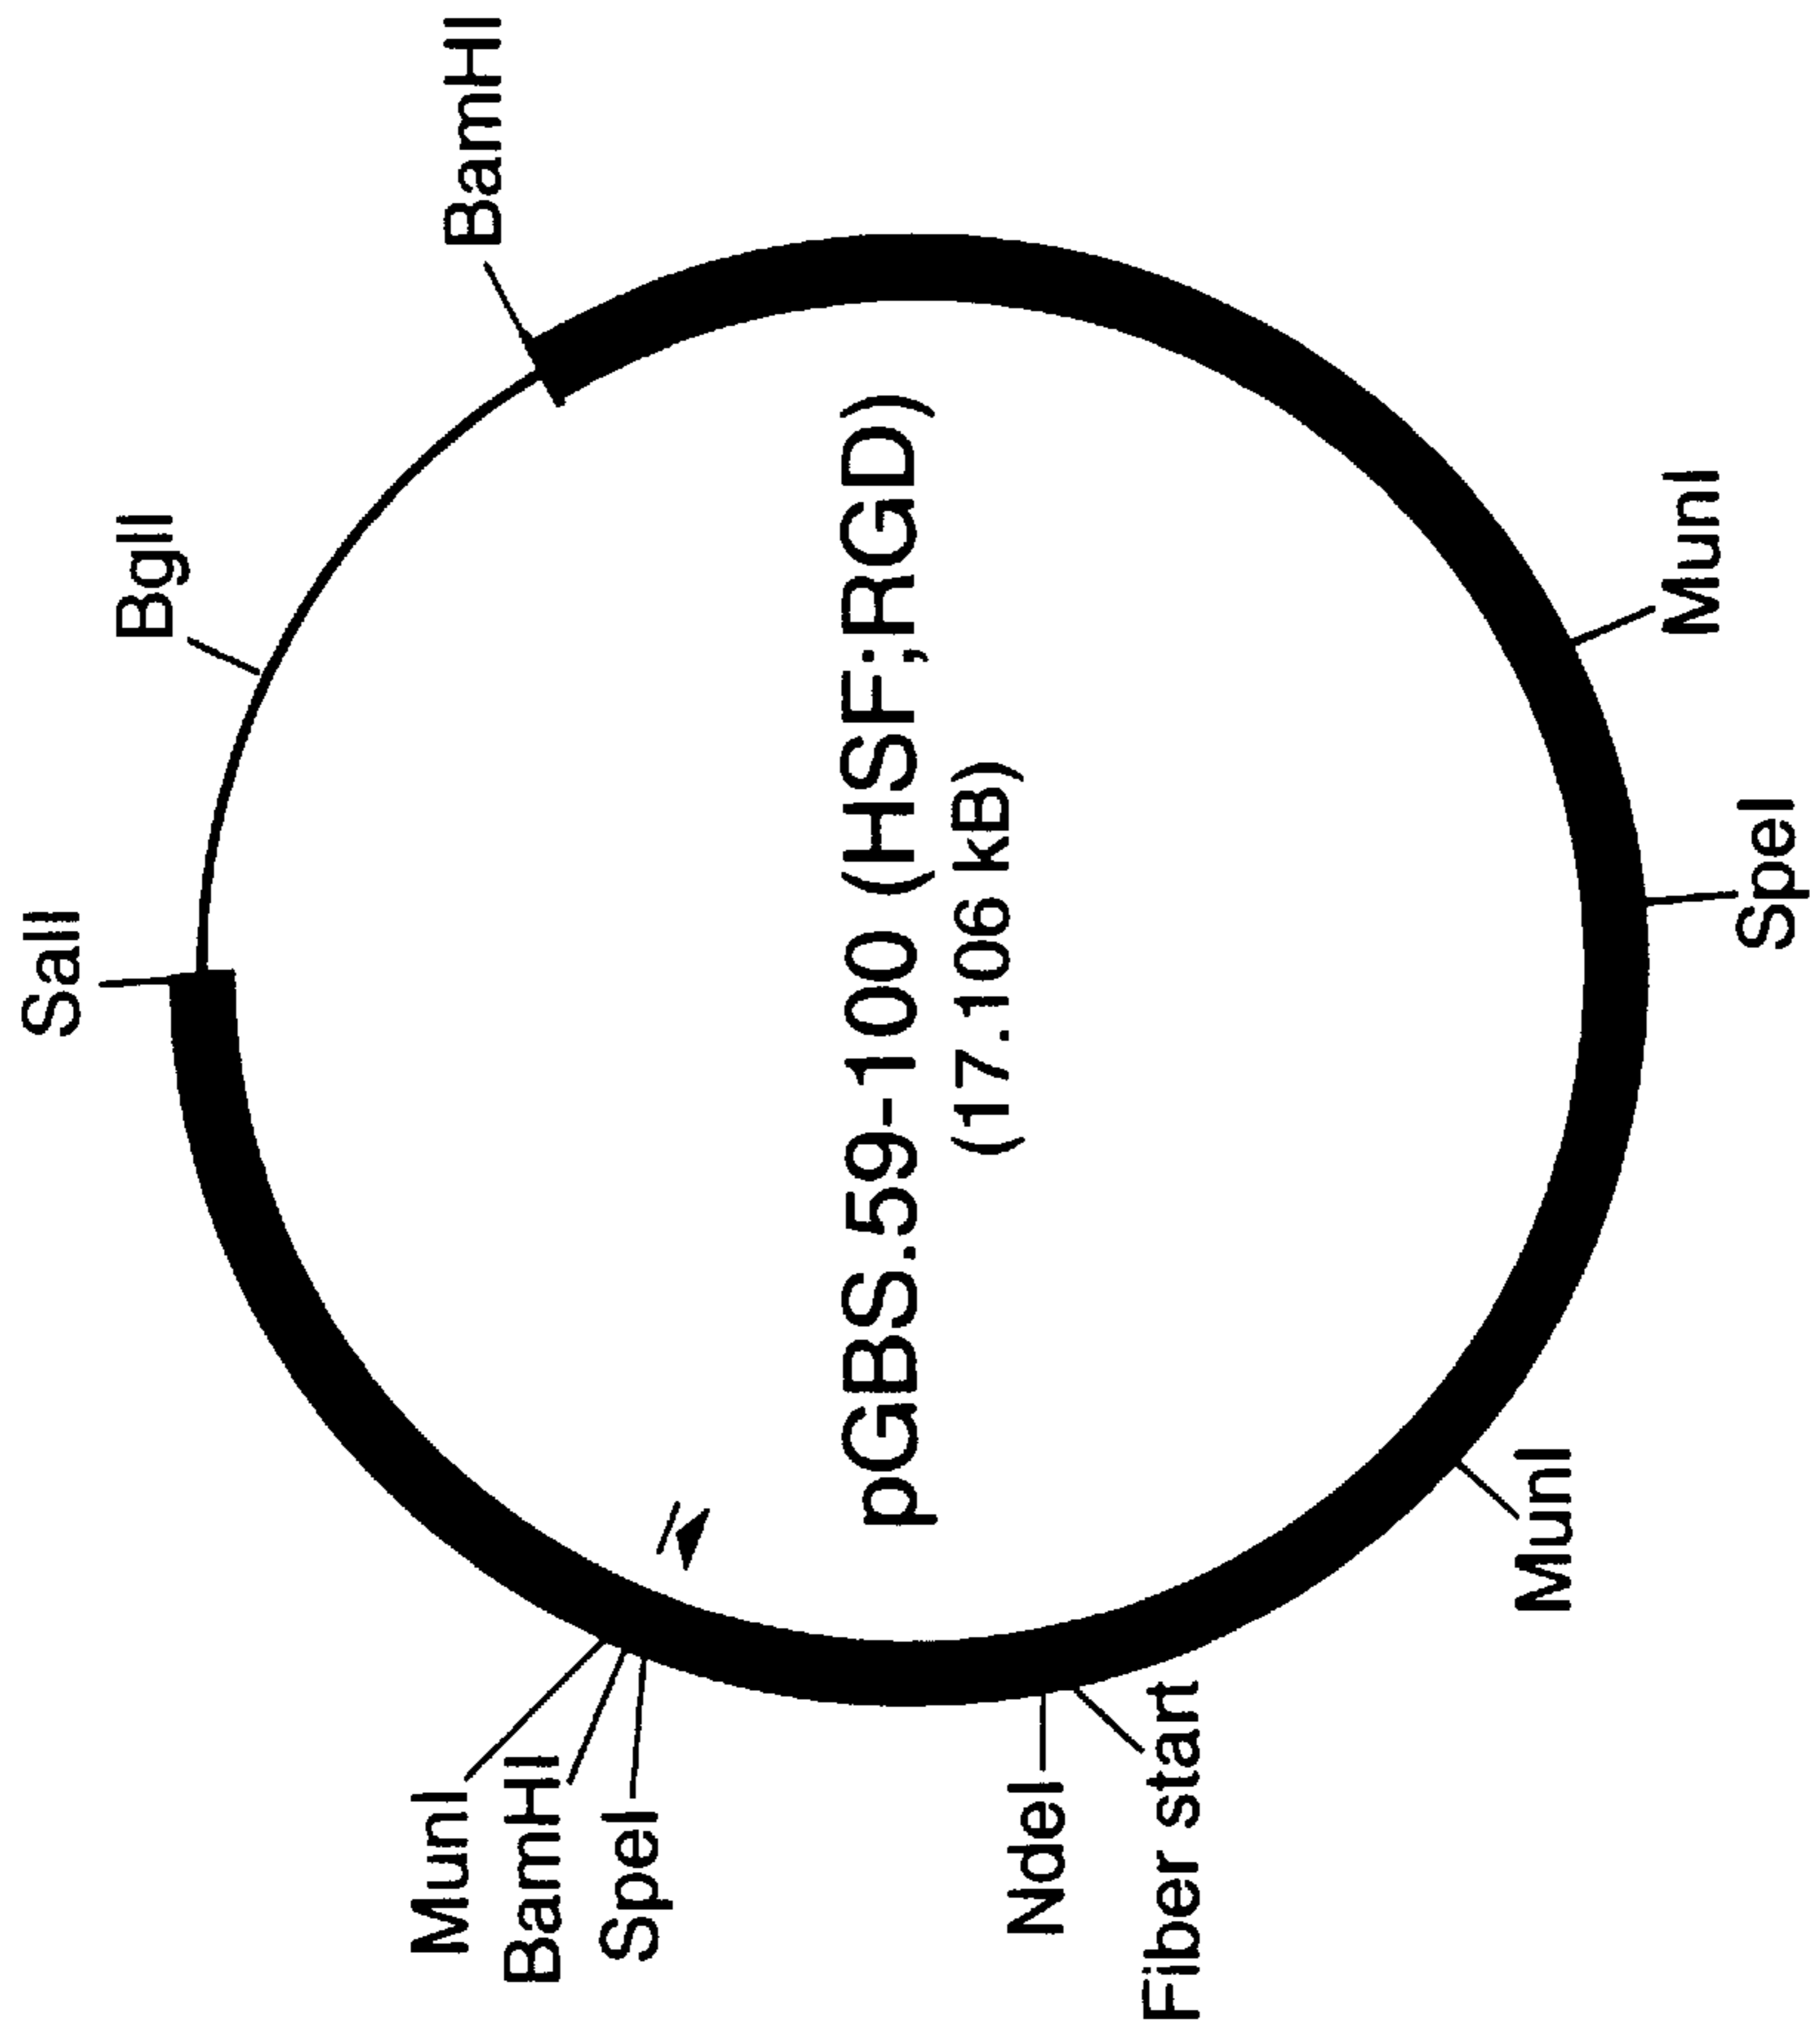 SalI
BglII
BamHI
MunI
BamHI
SpeI
pGBS.59-100 (HSF;RGD)
(17.106 kB)
NdeI
Fiber start
MunI
MunI
SpeI